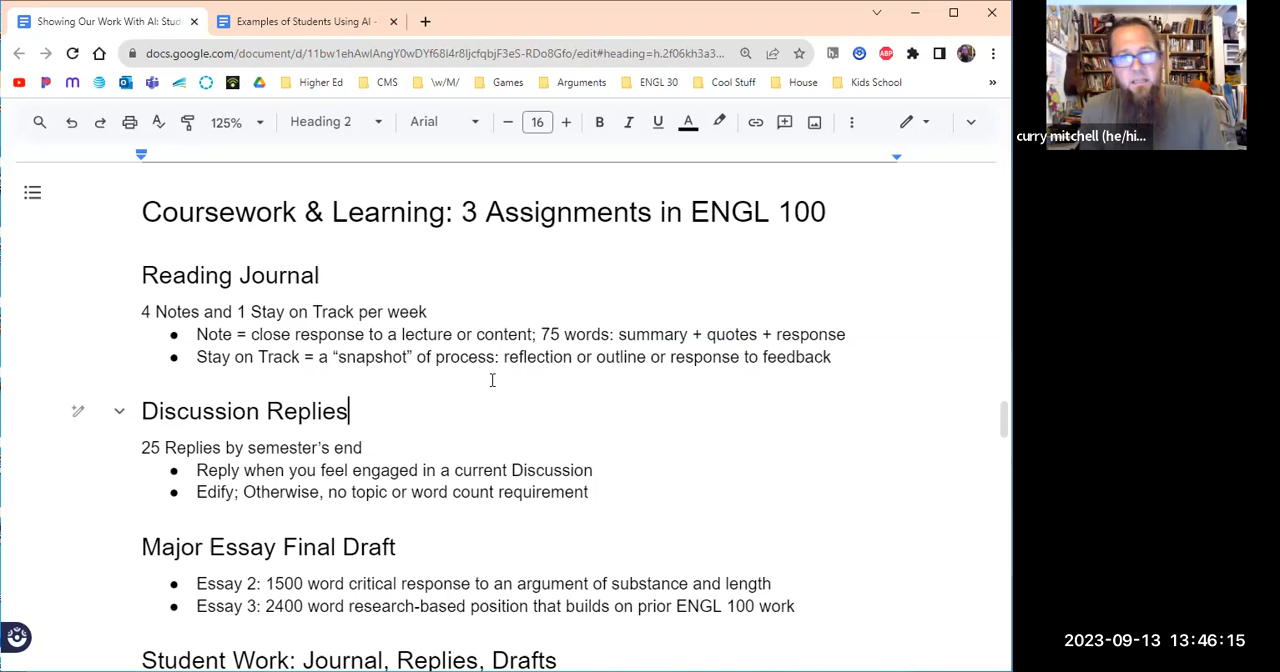 Showing Our Work With AI: Stud
Examples of Students Using AI -
docs.google.com/document/d/11bw1ehAwIAngY0wDYf68l4r8ljcfqbjF3eS-RDo8Gfo/edit#heading=h.2f06kh3a3...
Higher Ed
CMS
\w/M/
Games
Arguments
ENGL 30
Cool Stuff
House
Kids School
»
125%
Heading 2
Arial
16
B
I
U
A
curry mitchell (he/hi...
Coursework & Learning: 3 Assignments in ENGL 100
Reading Journal
4 Notes and 1 Stay on Track per week
● Note = close response to a lecture or content; 75 words: summary + quotes + response
● Stay on Track = a “snapshot” of process: reflection or outline or response to feedback
Discussion Replies
25 Replies by semester’s end
● Reply when you feel engaged in a current Discussion
● Edify; Otherwise, no topic or word count requirement
Major Essay Final Draft
● Essay 2: 1500 word critical response to an argument of substance and length
● Essay 3: 2400 word research-based position that builds on prior ENGL 100 work
Student Work: Journal, Replies, Drafts
2023-09-13 13:46:15